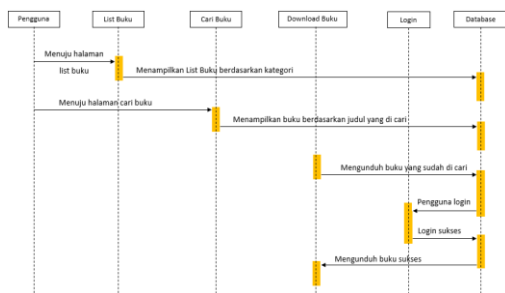 Pengguna
List Buku
Cari Buku
Download Buku
Login
Database
Menuju halaman
list buku
Menampilkan List Buku berdasarkan kategori
Menuju halaman cari buku
Menampilkan buku berdasarkan judul yang di cari
Mengunduh buku yang sudah di cari
Pengguna login
Login sukses
Mengunduh buku sukses